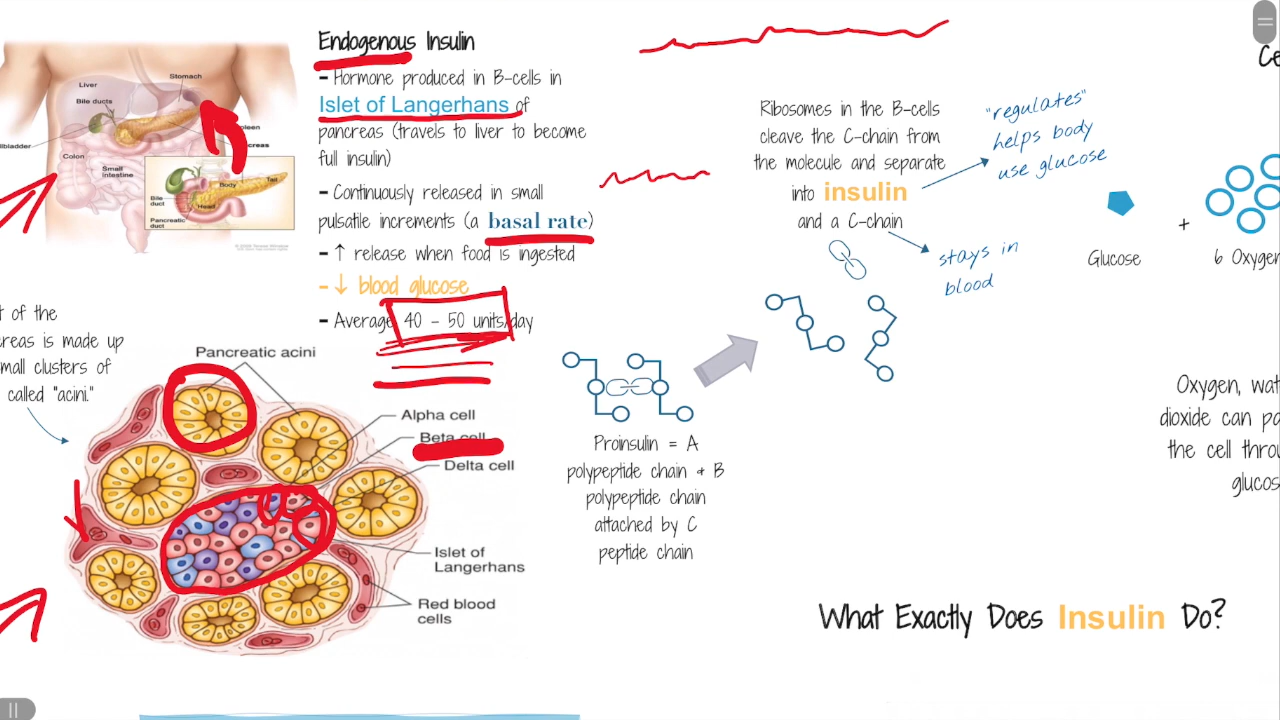 Endogenous Insulin
- Hormone produced in B-cells in
Islet of Langerhans of
pancreas (travels to liver to become
full insulin)
- Continuously released in small
pulsatile increments (a basal rate)
- ↑ release when food is ingested
- ↓ blood glucose
- Average 40 - 50 units/day
Liver
Bile ducts
Stomach
Colon
Small
intestine
Body
Tail
Head
Bile
duct
Pancreatic
duct
t of the
creas is made up
mall clusters of
called "acini."
Pancreatic acini
Alpha cell
Beta cell
Delta cell
Islet of
Langerhans
Red blood
cells
Proinsulin = A
polypeptide chain + B
polypeptide chain
attached by C
peptide chain
Ribosomes in the B-cells
cleave the C-chain from
the molecule and separate
into insulin
and a C-chain
"regulates"
helps body
use glucose
stays in
blood
Glucose
+
6 Oxygen
Ce
Oxygen, wat
dioxide can pa
the cell throu
glucos
What Exactly Does Insulin Do?